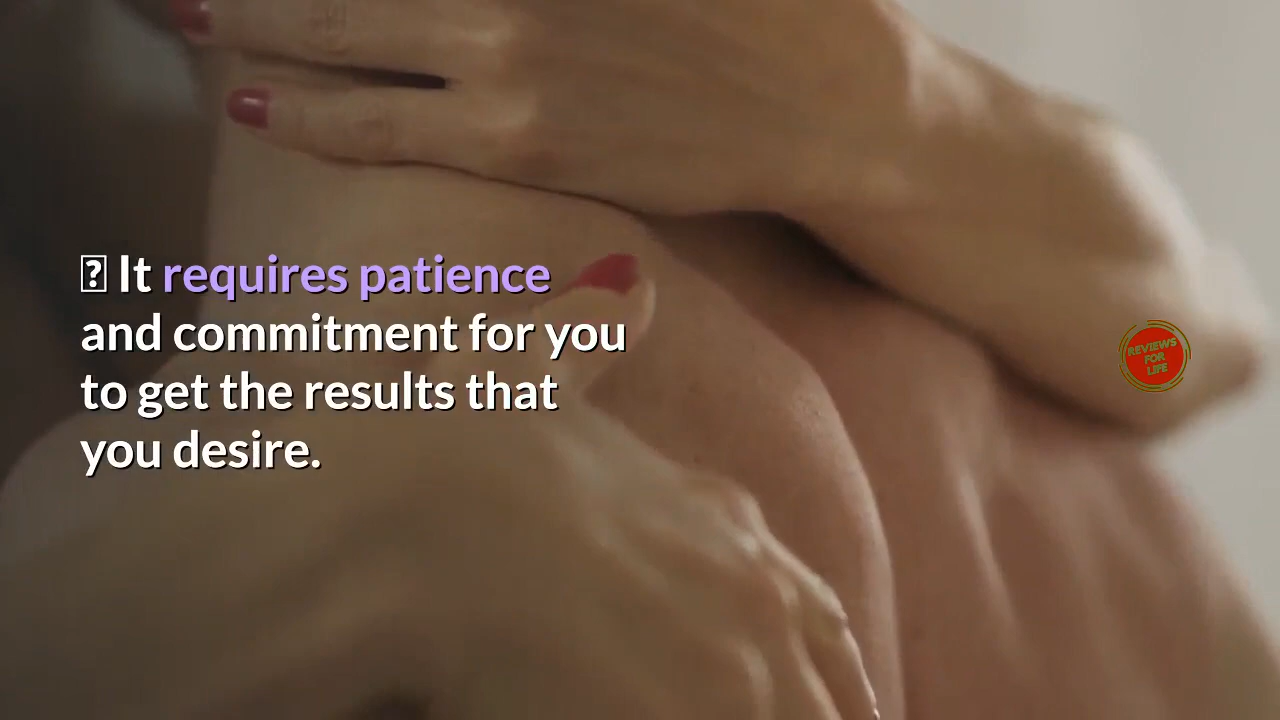 ⍰ It requires patience
and commitment for you
to get the results that
you desire.
REVIEWS
FOR
LIFE